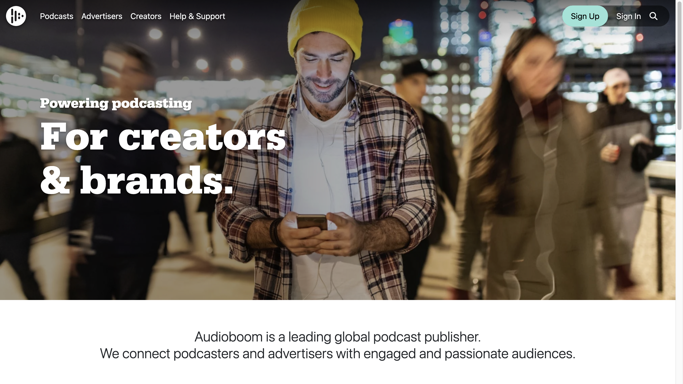 Podcasts Advertisers Creators Help & Support Sign Up Sign In
Powering podcasting
For creators
& brands.
Audioboom is a leading global podcast publisher.
We connect podcasters and advertisers with engaged and passionate audiences.